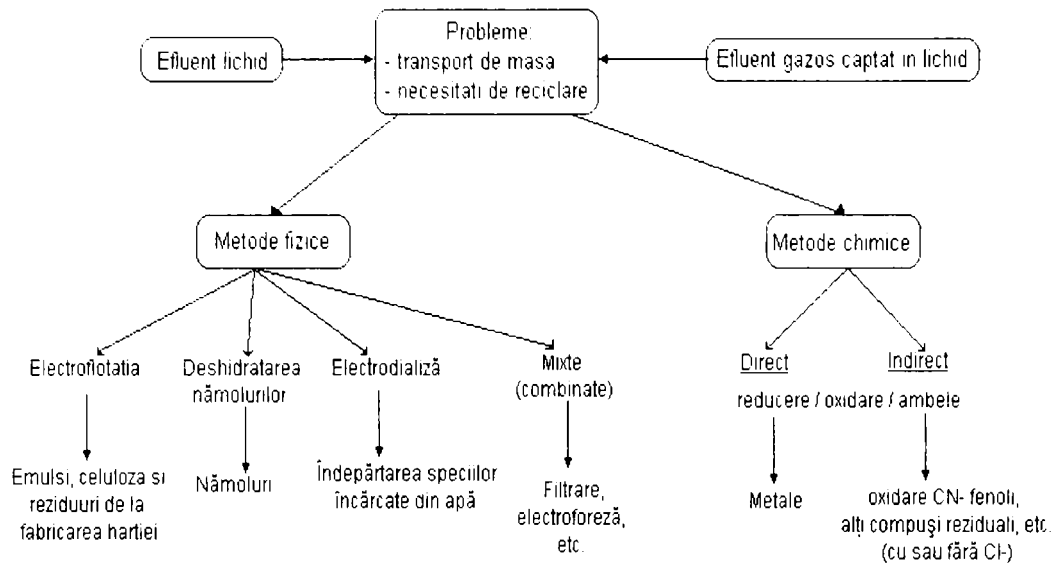 Probleme:
- transport de masa
- necesitati de reciclare
Efluent lichid
Efluent gazos captat in lichid
Metode fizice
Metode chimice
Electroflotatia
Deshidratarea
nămolurilor
Electrodializă
Mixte
(combinate)
Direct
Indirect
reducere / oxidare / ambele
Emulsi, celuloza si
reziduuri de la
fabricarea hartiei
Nămoluri
Îndepărtarea speciilor
încărcate din apă
Filtrare,
electroforeză,
etc.
Metale
oxidare CN- fenoli,
alți compuşi reziduali, etc.
(cu sau fără Cl-)